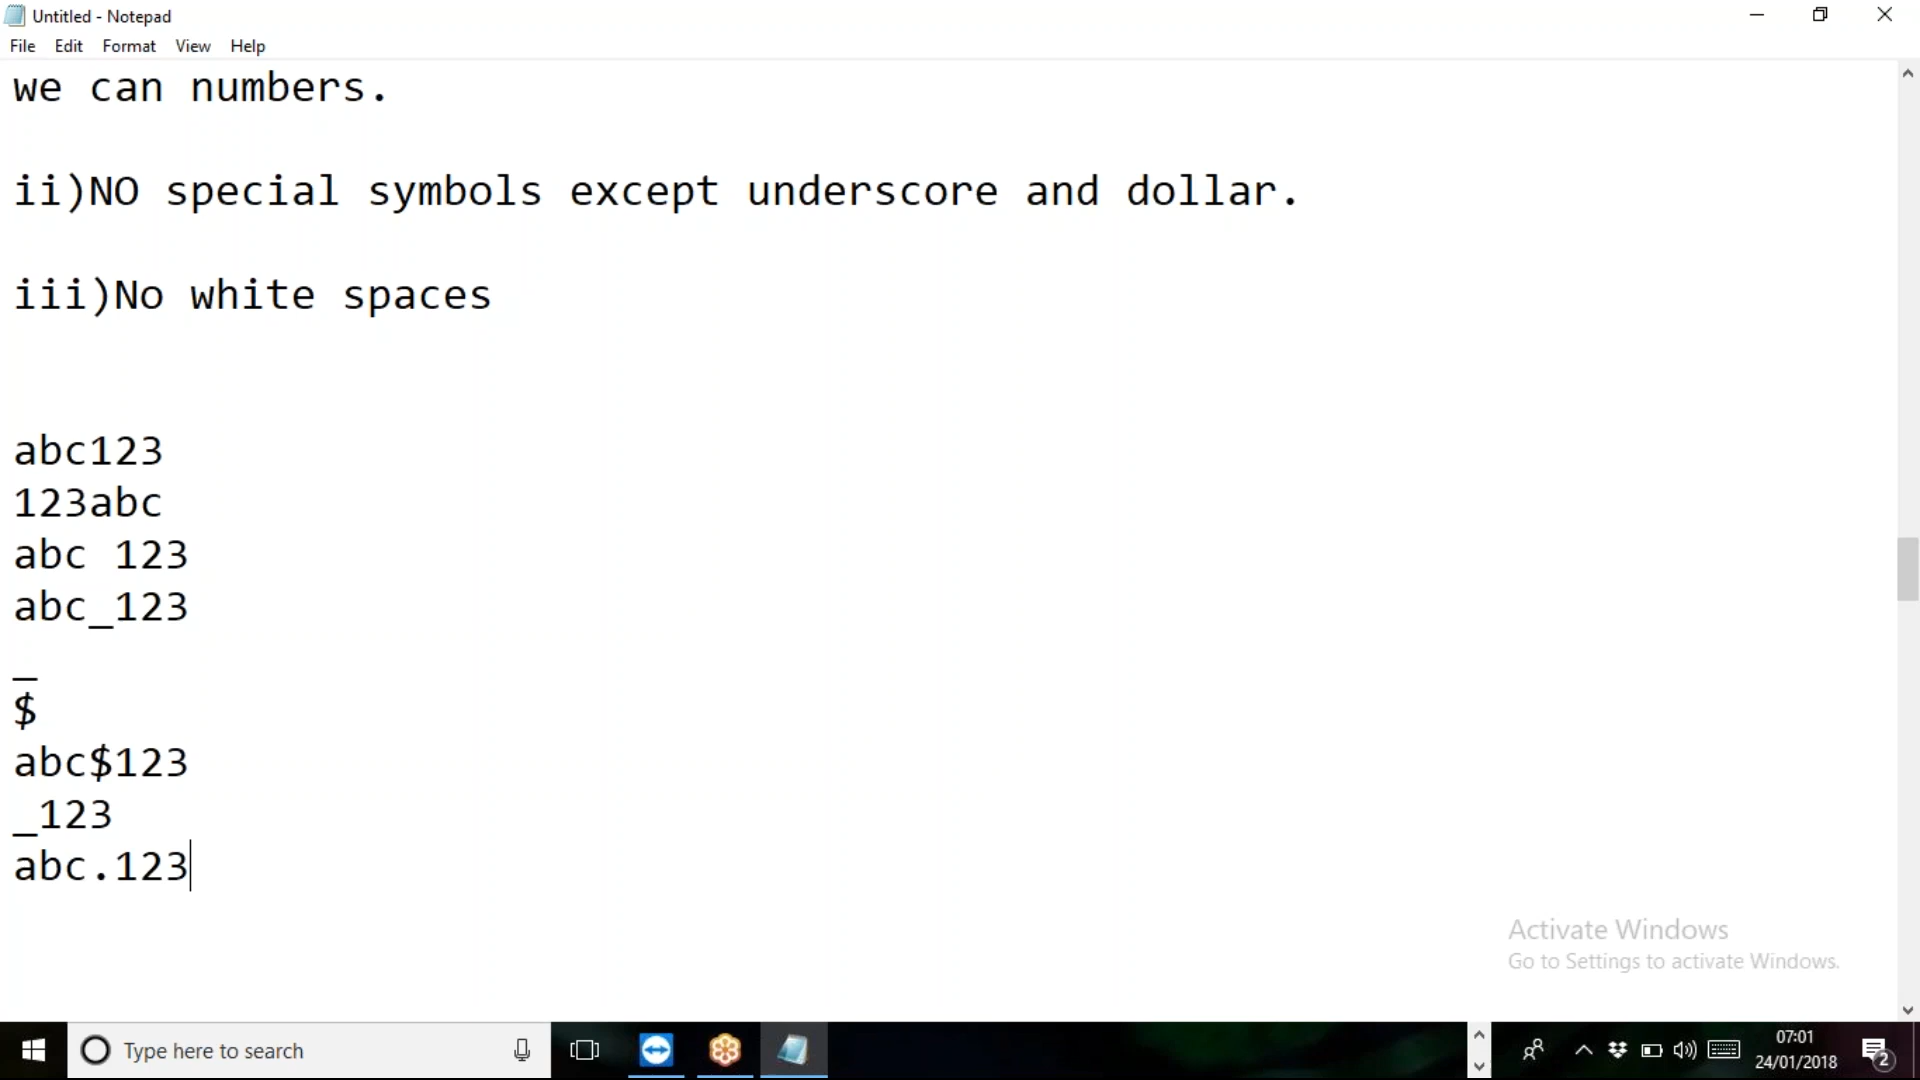 Untitled - Notepad
File Edit Format View Help
we can numbers.
ii)NO special symbols except underscore and dollar.
iii)No white spaces
abc123
123abc
abc 123
abc_123
_
$
abc$123
_123
abc.123
Activate Windows
Go to Settings to activate Windows.
Type here to search
07:01
24/01/2018
2